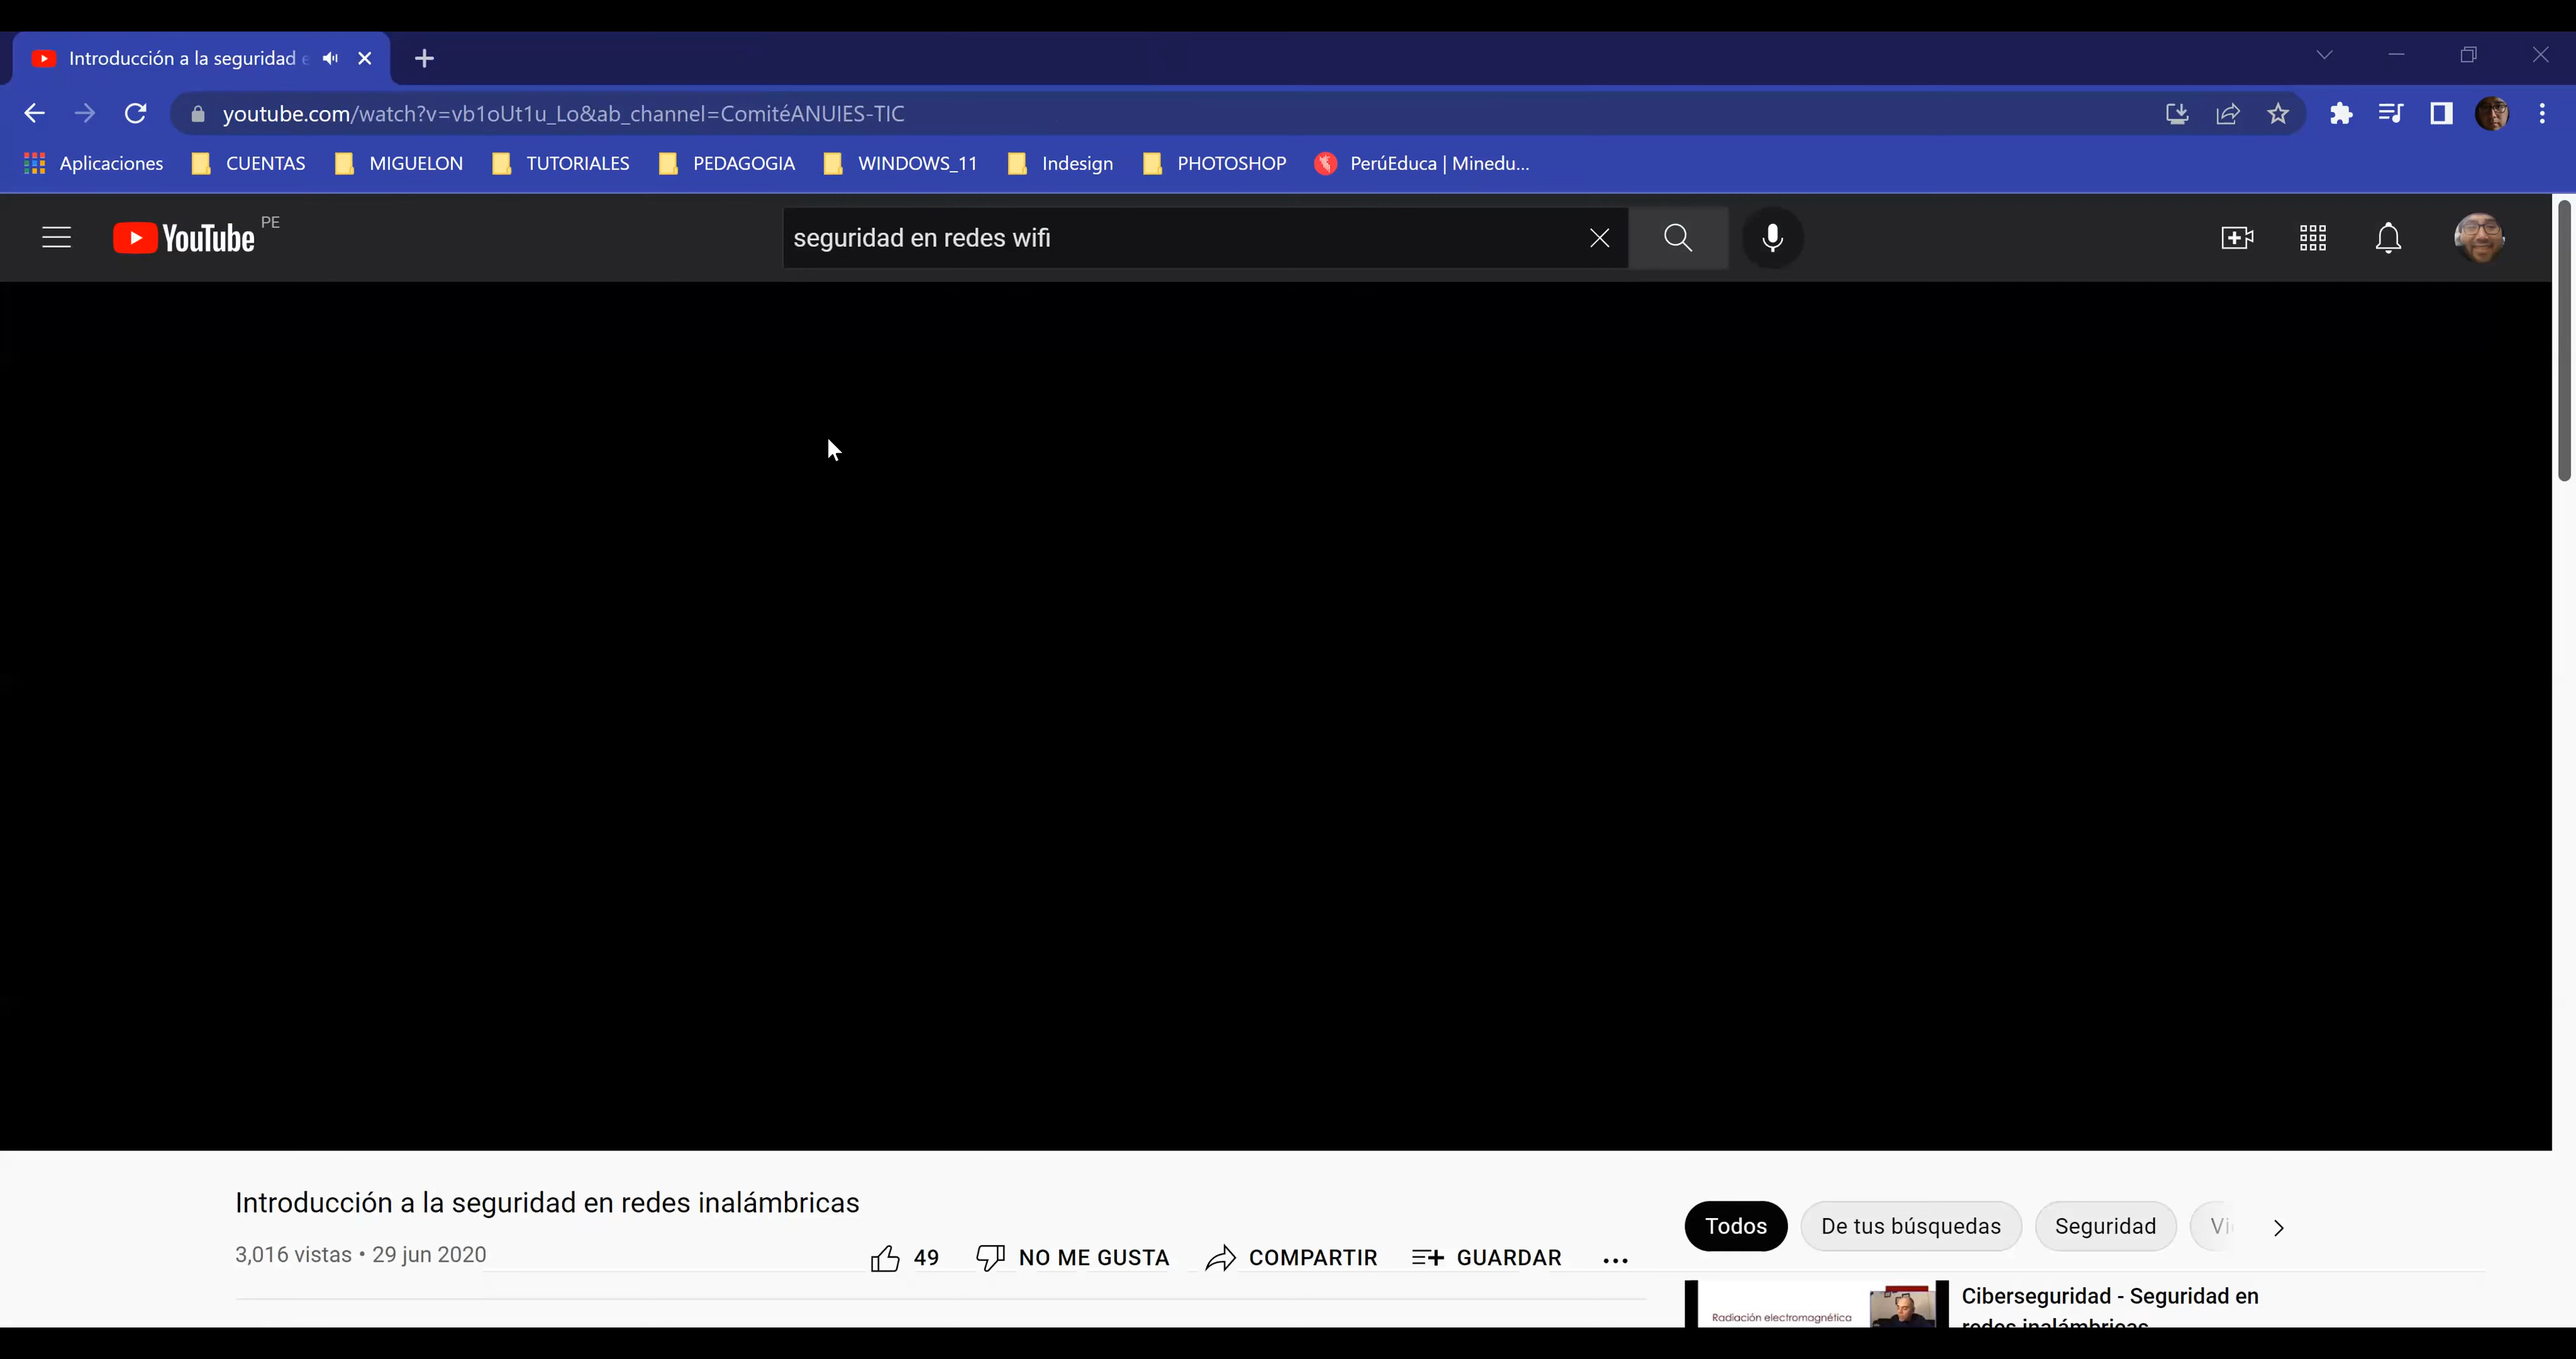 Introducción a la seguridad
youtube.com/watch?v=vb1oUt1u_Lo&ab_channel=ComitéANUIES-TIC
Aplicaciones CUENTAS MIGUELON TUTORIALES PEDAGOGIA WINDOWS_11 Indesign PHOTOSHOP PerúEduca | Minedu...
YouTube PE
seguridad en redes wifi
Introducción a la seguridad en redes inalámbricas
3,016 vistas • 29 jun 2020
49 NO ME GUSTA COMPARTIR GUARDAR
Todos De tus búsquedas Seguridad
Radiación electromagnética
Ciberseguridad - Seguridad en
redes inalámbricas